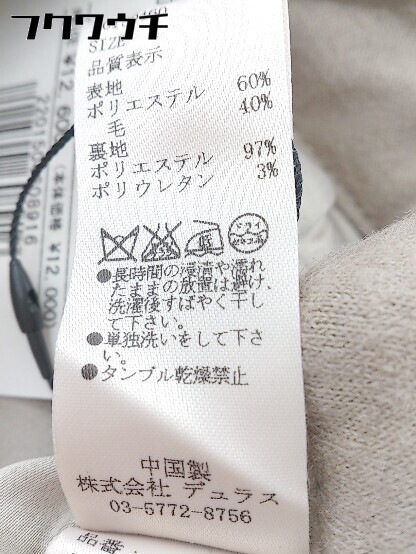 フクワウチ
SIZE
品質表示
表地
ポリエステル 60%
毛 40%
裏地
ポリエステル 97%
ポリウレタン 3%
ドライ
●長時間の浸漬や濡れ
たままの放置は避け、
洗濯後すばやく干し
て下さい。
●単独洗いをして下さ
い。
●タンブル乾燥禁止
中国製
株式会社 デュラス
03-5772-8756
品番